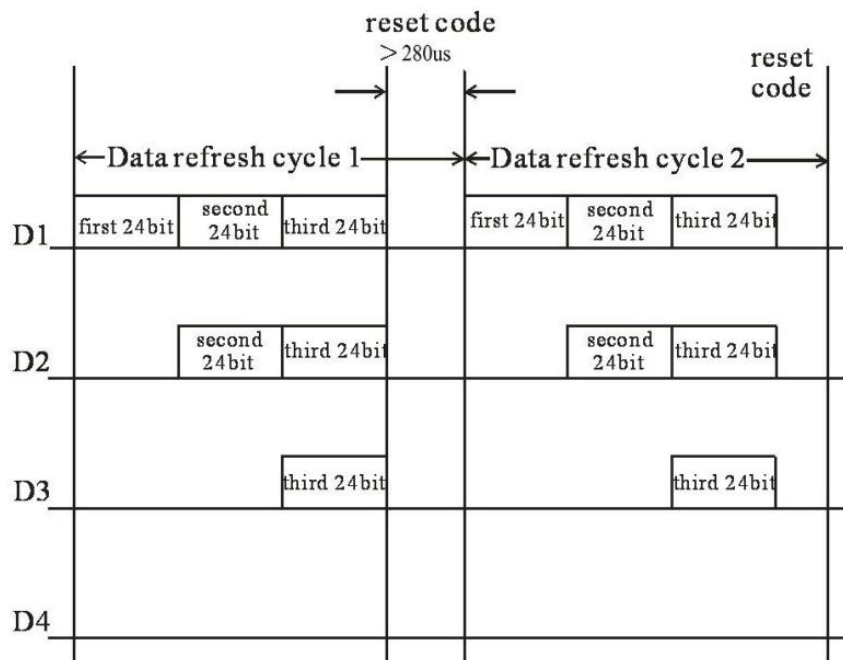 reset code
>280us
reset
code
Data refresh cycle 1
Data refresh cycle 2
D1
first 24bit
second
24bit
third 24bit
first 24bit
second
24bit
third 24bit
D2
second
24bit
third 24bit
second
24bit
third 24bit
D3
third 24bit
third 24bit
D4